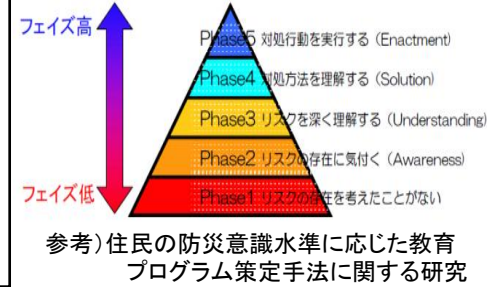 フェイズ高
Phase5 対処行動を実行する（Enactment）
Phase4 対処方法を理解する（Solution）
Phase3 リスクを深く理解する（Understanding）
Phase2 リスクの存在に気付く（Awareness）
フェイズ低
Phase1 リスクの存在を考えたことがない
参考）住民の防災意識水準に応じた教育
プログラム策定手法に関する研究